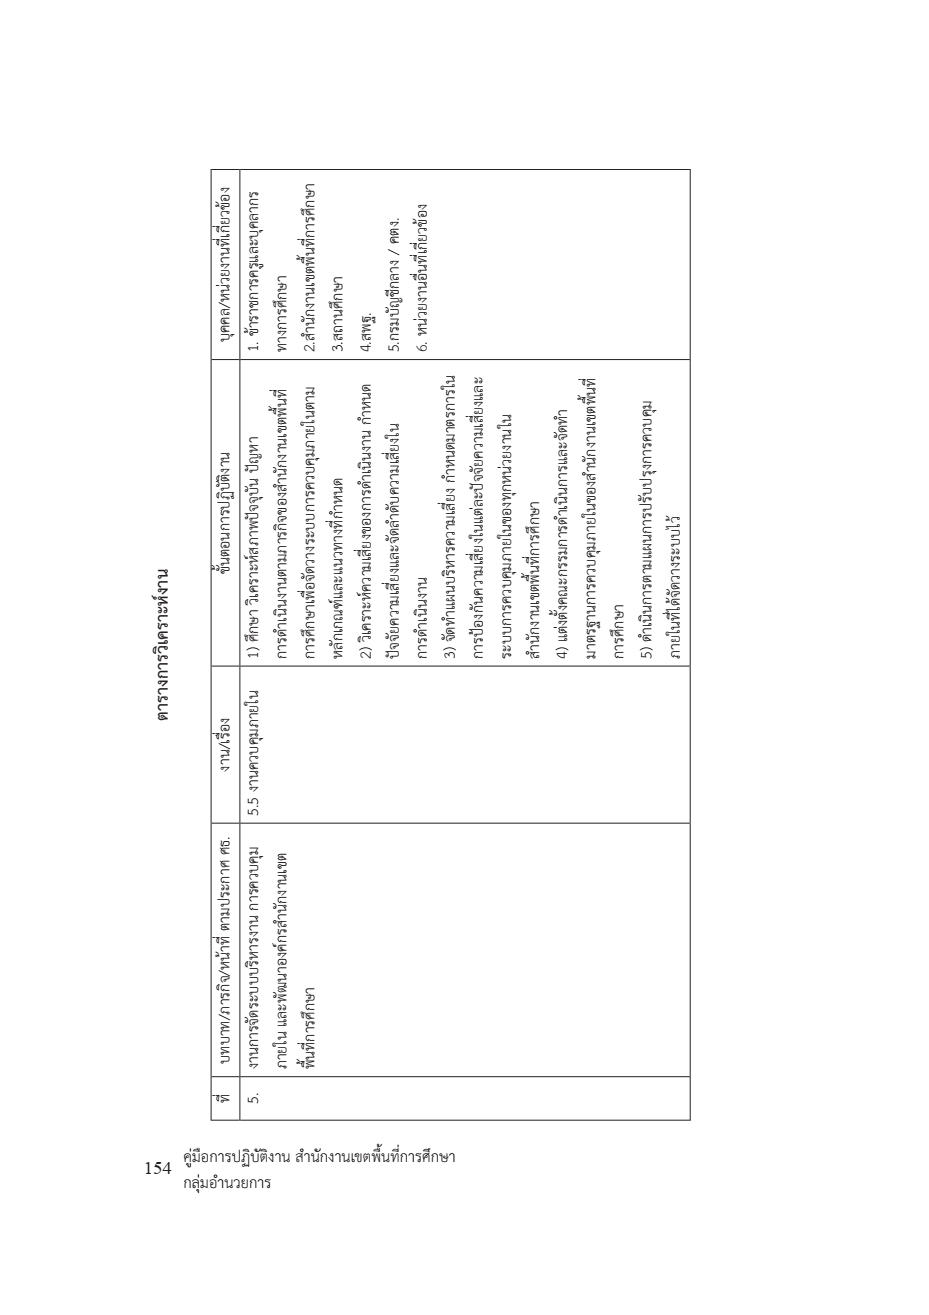 ตารางการวิเคราะห์งาน
ที่
บทบาท/ภารกิจ/หน้าที่ ตามประกาศ ศธ.
งาน/เรื่อง
ขั้นตอนการปฏิบัติงาน
บุคคล/หน่วยงานที่เกี่ยวข้อง
5.
งานการจัดระบบบริหารงาน การควบคุม
ภายใน และพัฒนาองค์กรสำนักงานเขต
พื้นที่การศึกษา
5.5 งานควบคุมภายใน
1) ศึกษา วิเคราะห์สภาพปัจจุบัน ปัญหา
การดำเนินงานตามภารกิจของสำนักงานเขตพื้นที่
การศึกษาเพื่อจัดวางระบบการควบคุมภายในตาม
หลักเกณฑ์และแนวทางที่กำหนด
2) วิเคราะห์ความเสี่ยงของการดำเนินงาน กำหนด
ปัจจัยความเสี่ยงและจัดลำดับความเสี่ยงใน
การดำเนินงาน
3) จัดทำแผนบริหารความเสี่ยง กำหนดมาตรการใน
การป้องกันความเสี่ยงในแต่ละปัจจัยความเสี่ยงและ
ระบบการควบคุมภายในของทุกหน่วยงานใน
สำนักงานเขตพื้นที่การศึกษา
4) แต่งตั้งคณะกรรมการดำเนินการและจัดทำ
มาตรฐานการควบคุมภายในของสำนักงานเขตพื้นที่
การศึกษา
5) ดำเนินการตามแผนการปรับปรุงการควบคุม
ภายในที่ได้จัดวางระบบไว้
1. ข้าราชการครูและบุคลากร
ทางการศึกษา
2.สำนักงานเขตพื้นที่การศึกษา
3.สถานศึกษา
4.สพฐ.
5.กรมบัญชีกลาง / คตง.
6. หน่วยงานอื่นที่เกี่ยวข้อง
154
คู่มือการปฏิบัติงาน สำนักงานเขตพื้นที่การศึกษา
กลุ่มอำนวยการ